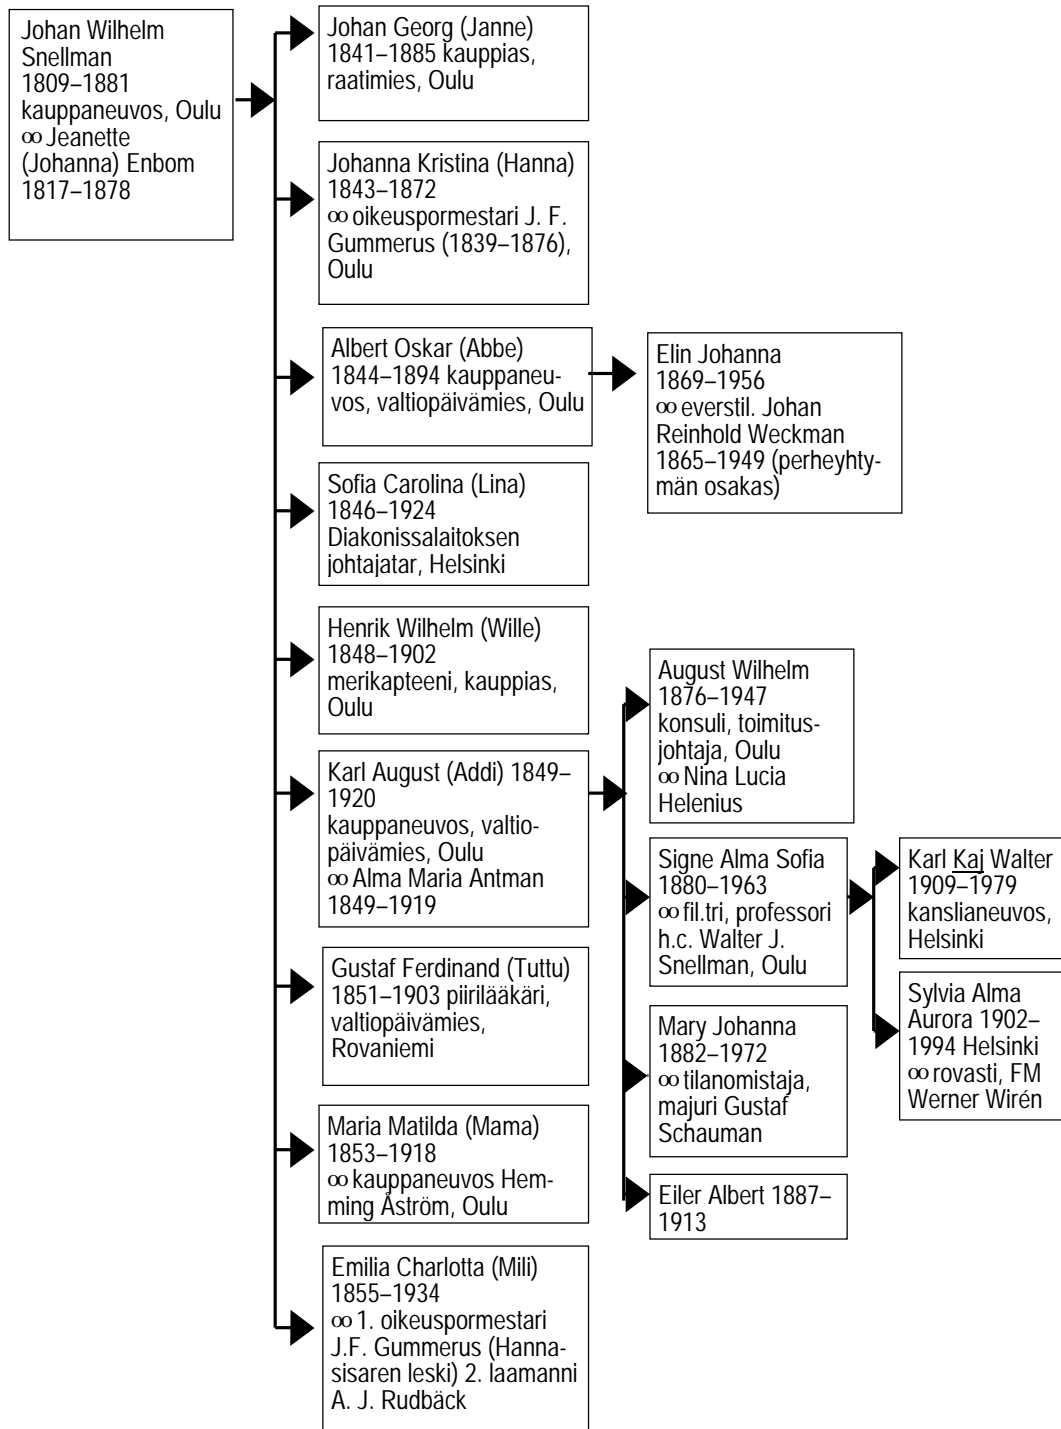 Johan Wilhelm
Snellman
1809–1881
kauppaneuvos, Oulu
ꝏ Jeanette
(Johanna) Enbom
1817–1878
Johan Georg (Janne)
1841–1885 kauppias,
raatimies, Oulu
Johanna Kristina (Hanna)
1843–1872
ꝏ oikeuspormestari J. F.
Gummerus (1839–1876),
Oulu
Albert Oskar (Abbe)
1844–1894 kauppaneu-
vos, valtiopäivämies, Oulu
Elin Johanna
1869–1956
ꝏ everstil. Johan
Reinhold Weckman
1865–1949 (perheyhty-
män osakas)
Sofia Carolina (Lina)
1846–1924
Diakonissalaitoksen
johtajatar, Helsinki
Henrik Wilhelm (Wille)
1848–1902
merikapteeni, kauppias,
Oulu
Karl August (Addi) 1849–
1920
kauppaneuvos, valtio-
päivämies, Oulu
ꝏ Alma Maria Antman
1849–1919
August Wilhelm
1876–1947
konsuli, toimitus-
johtaja, Oulu
ꝏ Nina Lucia
Helenius
Signe Alma Sofia
1880–1963
ꝏ fil.tri, professori
h.c. Walter J.
Snellman, Oulu
Karl Kaj Walter
1909–1979
kanslianeuvos,
Helsinki
Sylvia Alma
Aurora 1902–
1994 Helsinki
ꝏ rovasti, FM
Werner Wirén
Mary Johanna
1882–1972
ꝏ tilanomistaja,
majuri Gustaf
Schauman
Eiler Albert 1887–
1913
Gustaf Ferdinand (Tuttu)
1851–1903 piirilääkäri,
valtiopäivämies,
Rovaniemi
Maria Matilda (Mama)
1853–1918
ꝏ kauppaneuvos Hem-
ming Åström, Oulu
Emilia Charlotta (Mili)
1855–1934
ꝏ 1. oikeuspormestari
J.F. Gummerus (Hanna-
sisaren leski) 2. laamanni
A. J. Rudbäck